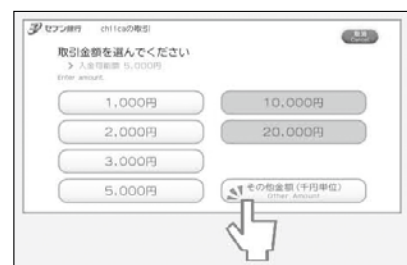 セブン銀行 chiicaの取引
取消
Cancel
取引金額を選んでください
> 入金可能額 5,000円
Enter amount.
1,000円
10,000円
2,000円
20,000円
3,000円
5,000円
その他金額(千円単位)
Other Amount